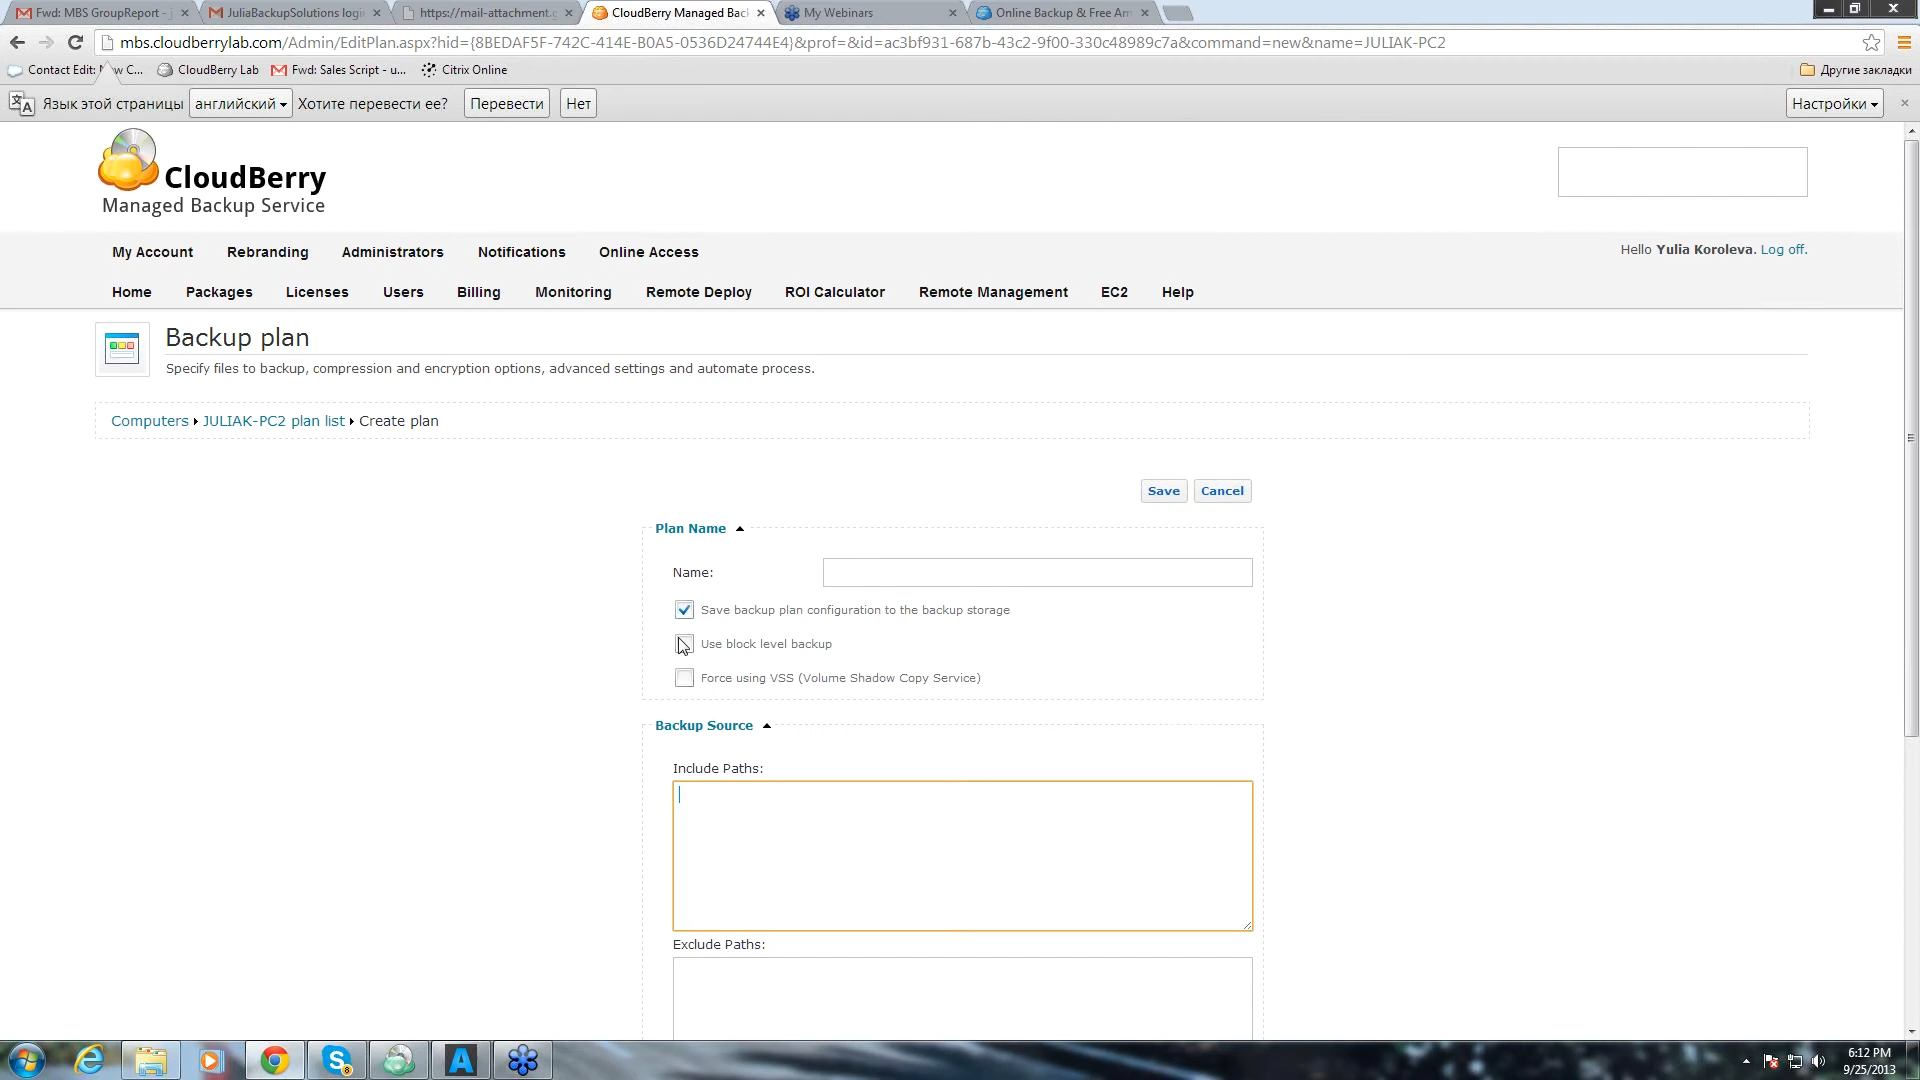 Fwd: MBS GroupReport - j
JuliaBackupSolutions logi
https://mail-attachment.g
CloudBerry Managed Bac
My Webinars
Online Backup & Free Am
mbs.cloudberrylab.com/Admin/EditPlan.aspx?hid={8BEDAF5F-742C-414E-B0A5-0536D24744E4}&prof=&id=ac3bf931-687b-43c2-9f00-330c48989c7a&command=new&name=JULIAK-PC2
Contact Edit: w C...
CloudBerry Lab
Fwd: Sales Script - u...
Citrix Online
Другие закладки
Язык этой страницы английский Хотите перевести ее? Перевести Нет
Настройки
CloudBerry
Managed Backup Service
My Account Rebranding Administrators Notifications Online Access
Hello Yulia Koroleva. Log off.
Home Packages Licenses Users Billing Monitoring Remote Deploy ROI Calculator Remote Management EC2 Help
Backup plan
Specify files to backup, compression and encryption options, advanced settings and automate process.
Computers JULIAK-PC2 plan list Create plan
Save Cancel
Plan Name
Name:
Save backup plan configuration to the backup storage
Use block level backup
Force using VSS (Volume Shadow Copy Service)
Backup Source
Include Paths:
Exclude Paths:
6:12 PM
9/25/2013